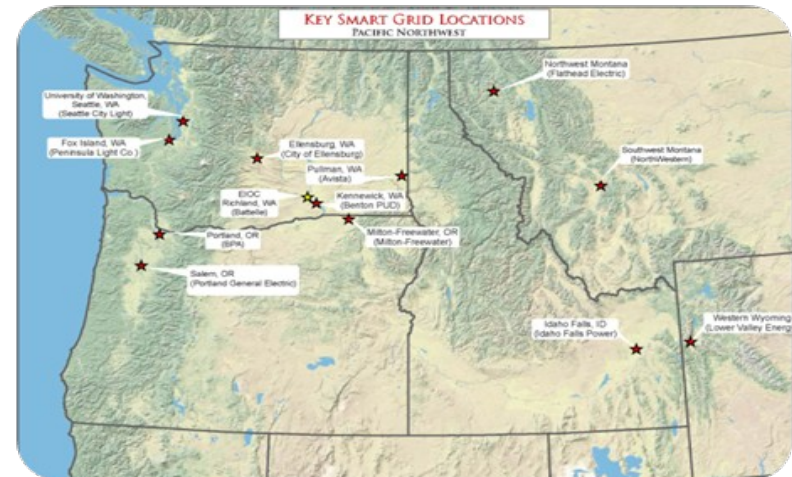 KEY SMART GRID LOCATIONS
PACIFIC NORTHWEST
Northwest Montana
(Flathead Electric)
University of Washington,
Seattle, WA
(Seattle City Light)
Fox Island, WA
(Peninsula Light Co.)
Ellensburg, WA
(City of Ellensburg)
Southwest Montana
(NorthWestern)
Pullman, WA
(Avista)
EIOC
Richland, WA
(Battelle)
Kennewick, WA
(Benton PUD)
Portland, OR
(BPA)
Milton-Freewater, OR
(Milton-Freewater)
Salem, OR
(Portland General Electric)
Idaho Falls, ID
(Idaho Falls Power)
Western Wyoming
(Lower Valley Energy